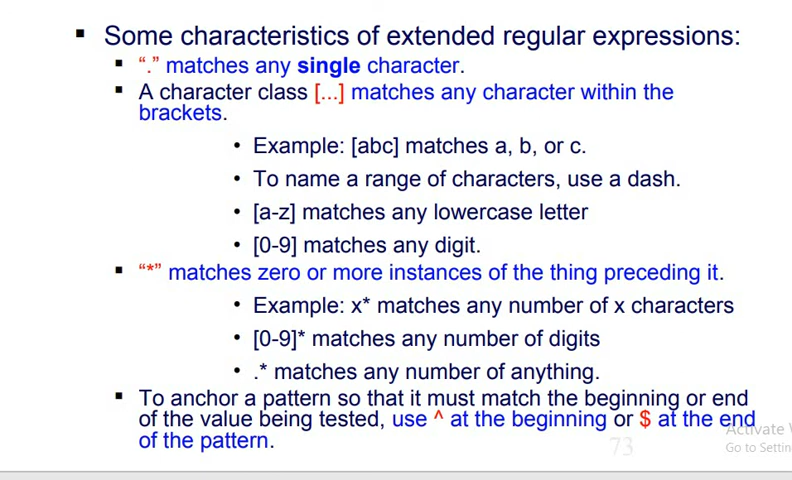 ▪ Some characteristics of extended regular expressions:
▪ “.” matches any single character.
▪ A character class [...] matches any character within the
brackets.
• Example: [abc] matches a, b, or c.
• To name a range of characters, use a dash.
• [a-z] matches any lowercase letter
• [0-9] matches any digit.
▪ “*” matches zero or more instances of the thing preceding it.
• Example: x* matches any number of x characters
• [0-9]* matches any number of digits
• .* matches any number of anything.
▪ To anchor a pattern so that it must match the beginning or end
of the value being tested, use ^ at the beginning or $ at the end
of the pattern.
73
Activate
Go to Settin